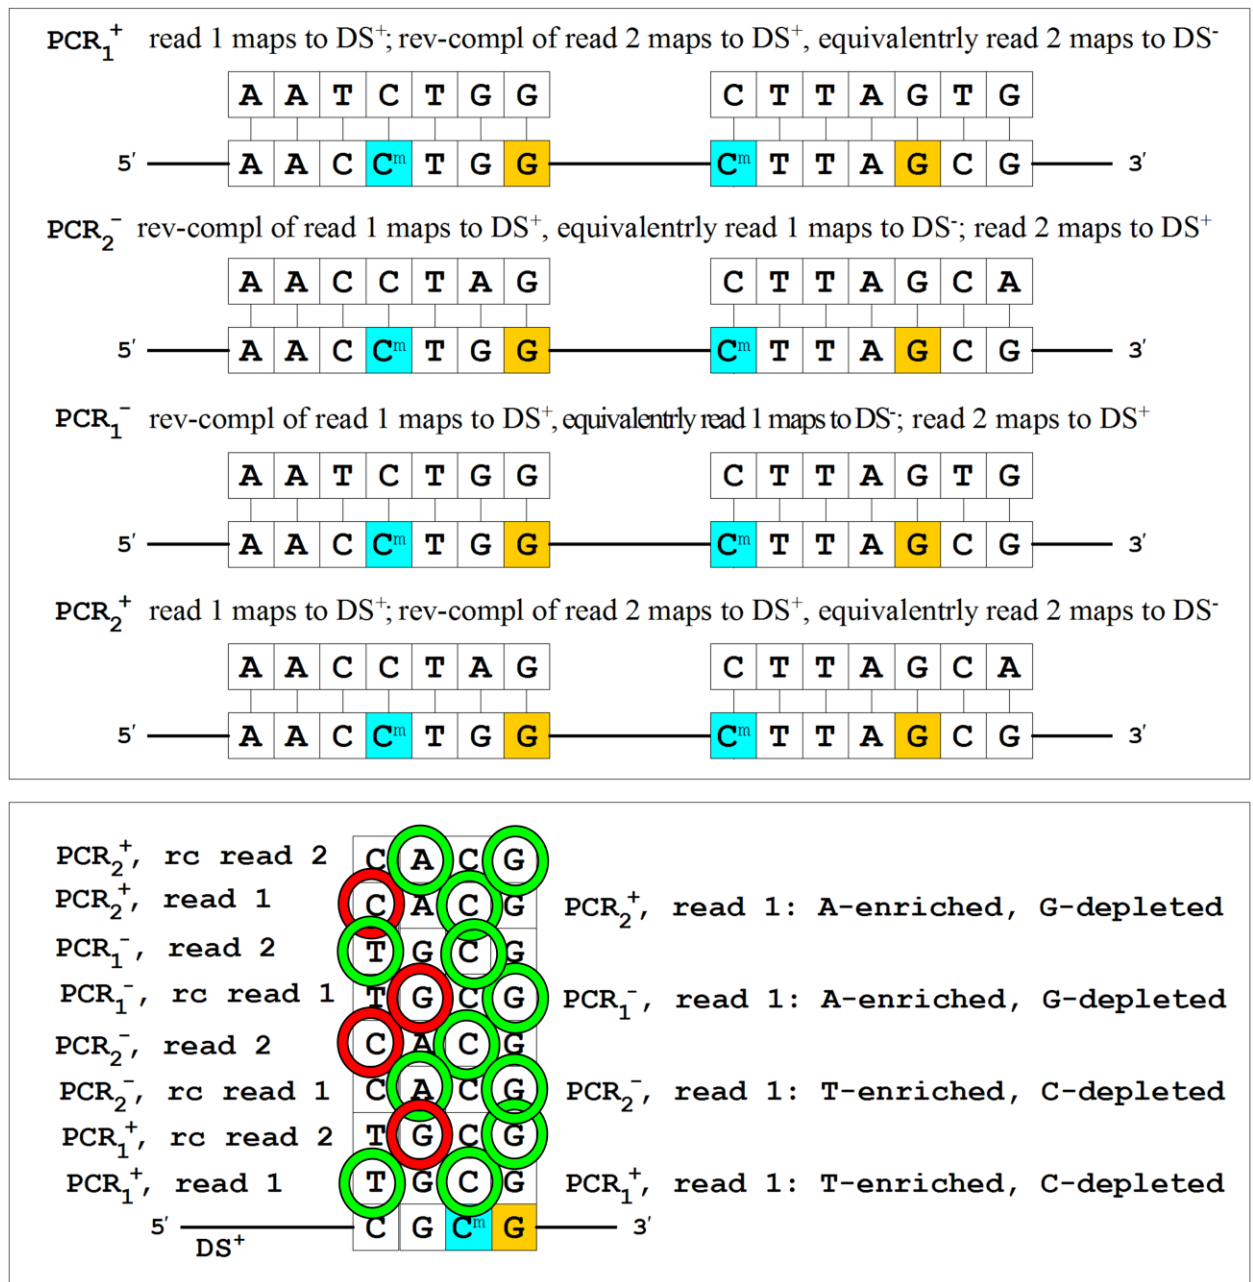 PCR₁⁺ read 1 maps to DS⁺; rev-compl of read 2 maps to DS⁺, equivalentrly read 2 maps to DS⁻
A A T C T G G C T T A G T G
5′ A A C Cᵐ T G G Cᵐ T T A G C G 3′
PCR₂⁻ rev-compl of read 1 maps to DS⁺, equivalentrly read 1 maps to DS⁻; read 2 maps to DS⁺
A A C C T A G C T T A G C A
5′ A A C Cᵐ T G G Cᵐ T T A G C G 3′
PCR₁⁻ rev-compl of read 1 maps to DS⁺, equivalentrly read 1 maps to DS⁻; read 2 maps to DS⁺
A A T C T G G C T T A G T G
5′ A A C Cᵐ T G G Cᵐ T T A G C G 3′
PCR₂⁺ read 1 maps to DS⁺; rev-compl of read 2 maps to DS⁺, equivalentrly read 2 maps to DS⁻
A A C C T A G C T T A G C A
5′ A A C Cᵐ T G G Cᵐ T T A G C G 3′
PCR₂⁺, rc read 2 C A C G
PCR₂⁺, read 1 C A C G PCR₂⁺, read 1: A-enriched, G-depleted
PCR₁⁻, read 2 T G C G
PCR₁⁻, rc read 1 T G C G PCR₁⁻, read 1: A-enriched, G-depleted
PCR₂⁻, read 2 C A C G
PCR₂⁻, rc read 1 C A C G PCR₂⁻, read 1: T-enriched, C-depleted
PCR₁⁺, rc read 2 T G C G
PCR₁⁺, read 1 T G C G PCR₁⁺, read 1: T-enriched, C-depleted
5′ C G Cᵐ G 3′
DS⁺